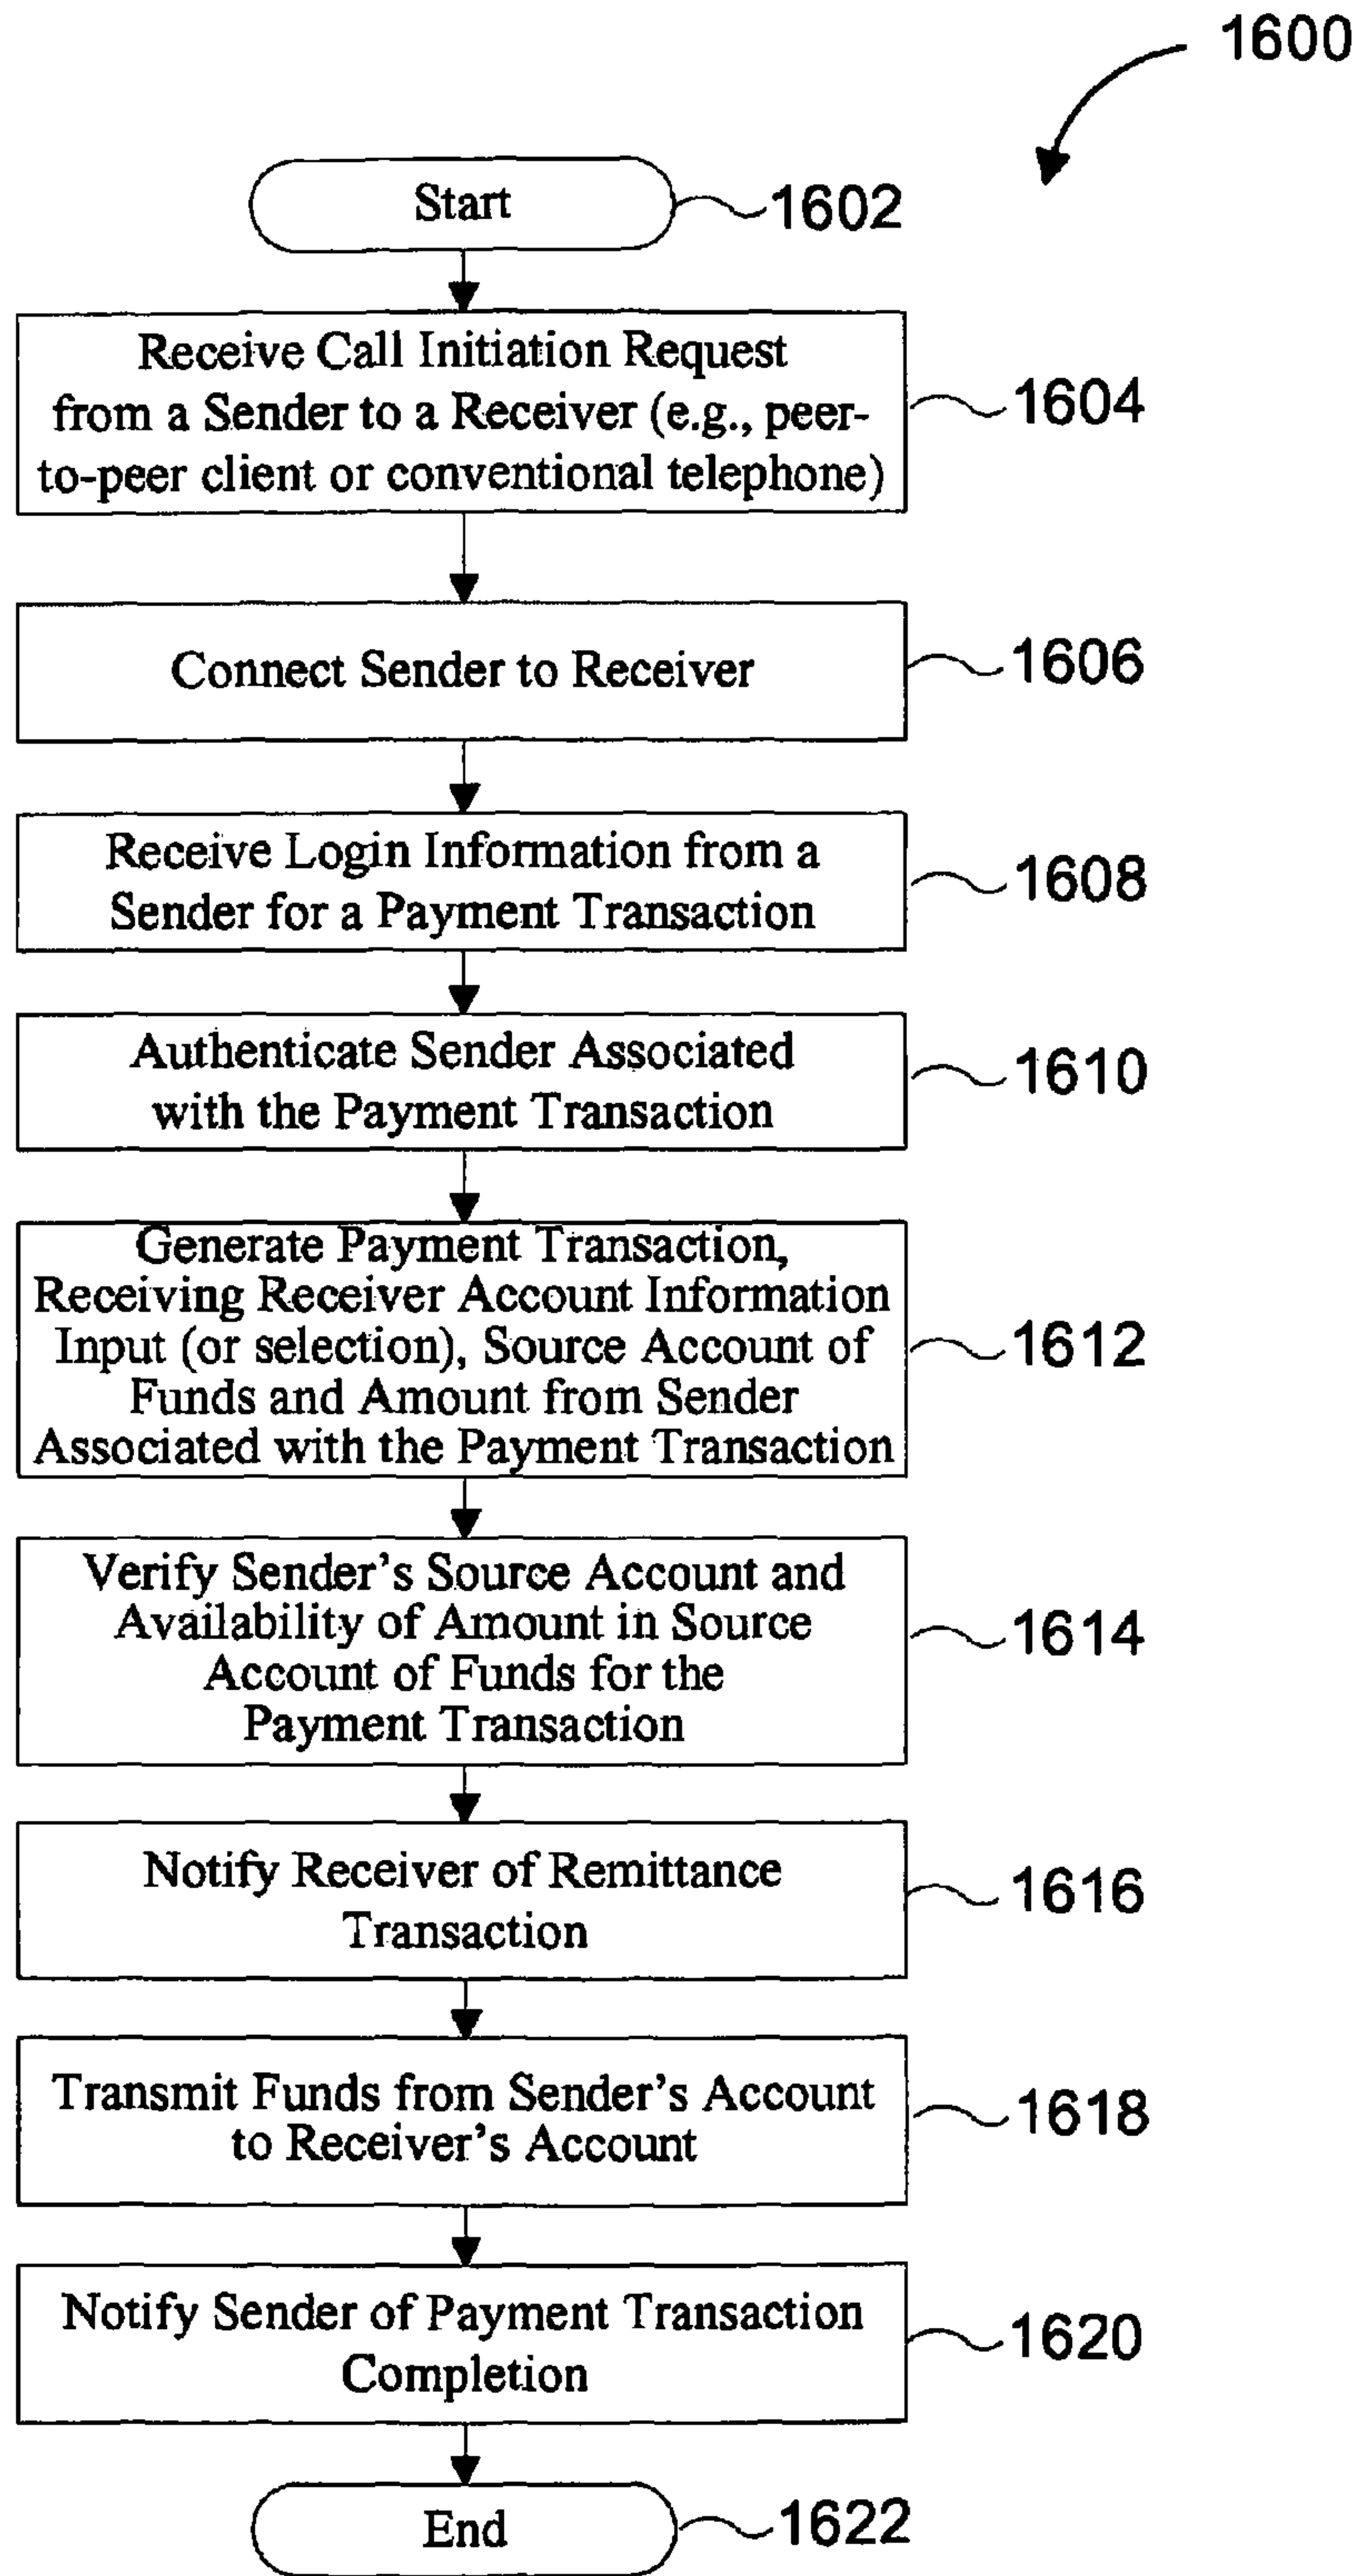 1600
Start
1602
Receive Call Initiation Request
from a Sender to a Receiver (e.g., peer-
to-peer client or conventional telephone)
1604
Connect Sender to Receiver
1606
Receive Login Information from a
Sender for a Payment Transaction
1608
Authenticate Sender Associated
with the Payment Transaction
1610
Generate Payment Transaction,
Receiving Receiver Account Information
Input (or selection), Source Account of
Funds and Amount from Sender
Associated with the Payment Transaction
1612
Verify Sender's Source Account and
Availability of Amount in Source
Account of Funds for the
Payment Transaction
1614
Notify Receiver of Remittance
Transaction
1616
Transmit Funds from Sender's Account
to Receiver's Account
1618
Notify Sender of Payment Transaction
Completion
1620
End
1622